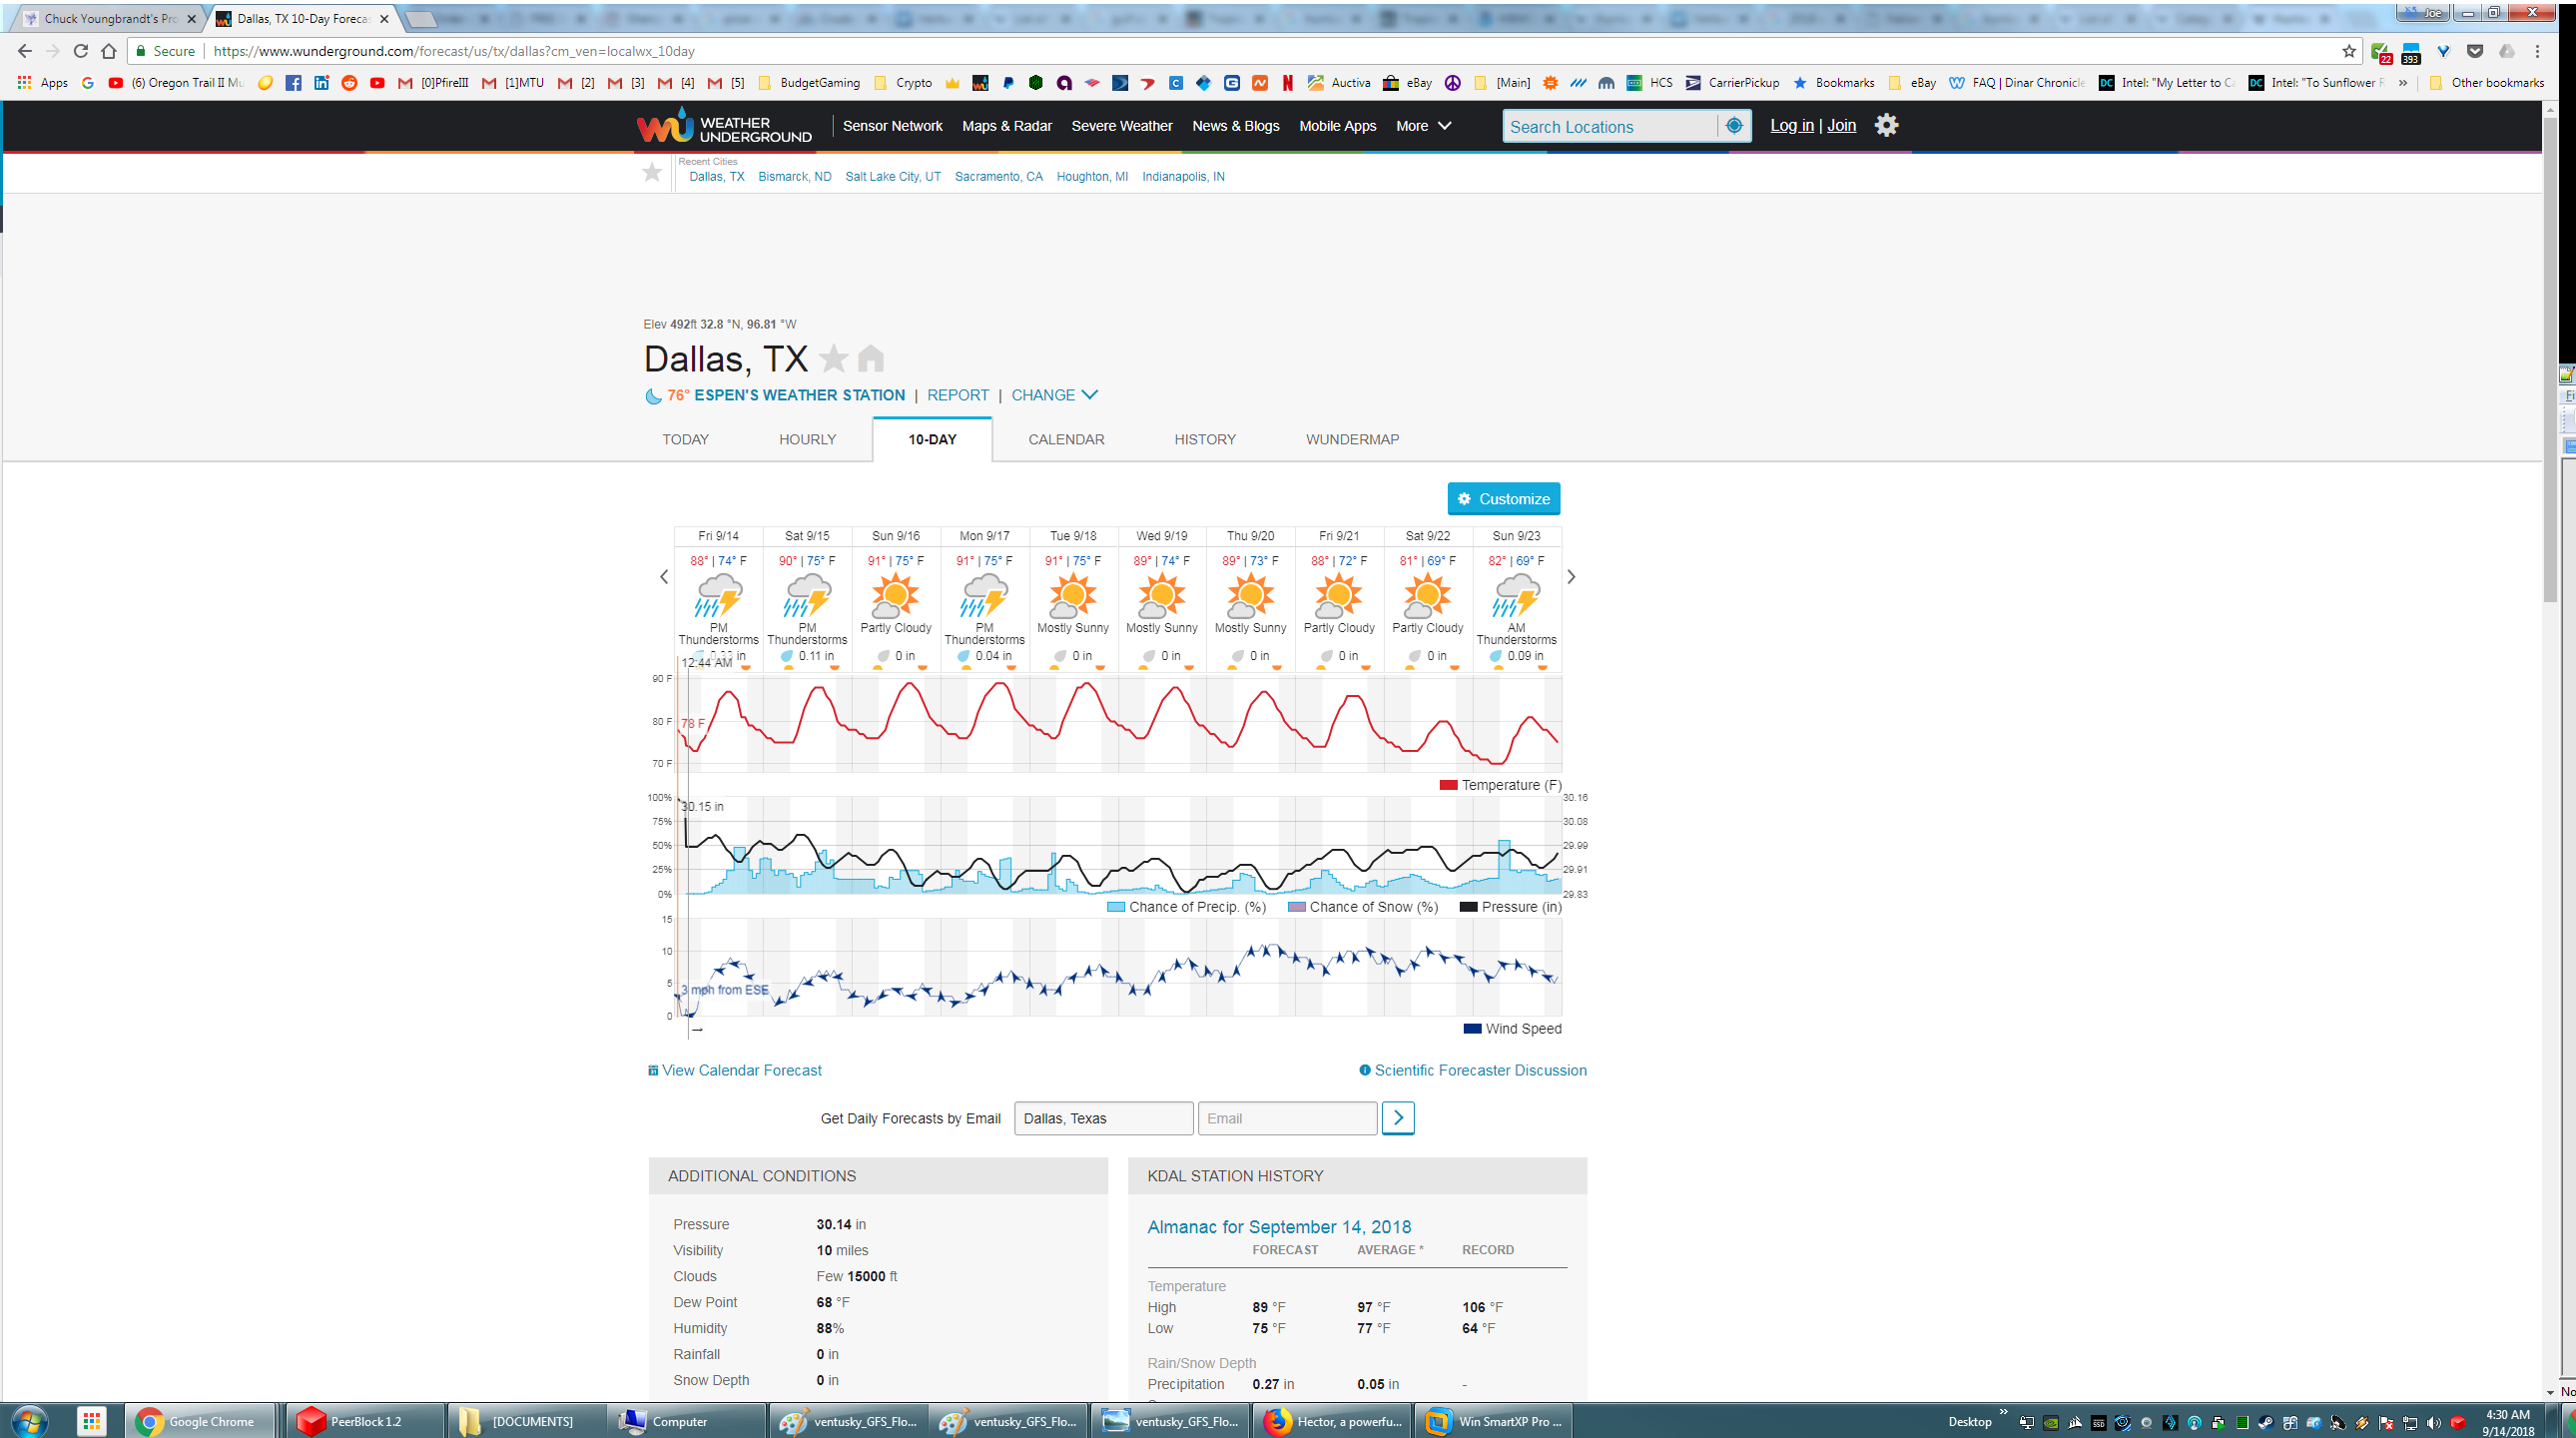 Chuck Youngbrandt's Pro
Dallas, TX 10-Day Forecas
Joe
Secure
https://www.wunderground.com/forecast/us/tx/dallas?cm_ven=localwx_10day
22
393
Apps
(6) Oregon Trail II Mu
[0]PfireIII
[1]MTU
[2]
[3]
[4]
[5]
BudgetGaming
Crypto
Auctiva
eBay
[Main]
HCS
CarrierPickup
Bookmarks
eBay
FAQ | Dinar Chronicle
Intel: "My Letter to Ca
Intel: "To Sunflower R
»
Other bookmarks
WEATHER
UNDERGROUND
Sensor Network
Maps & Radar
Severe Weather
News & Blogs
Mobile Apps
More
Search Locations
Log in | Join
Recent Cities
Dallas, TX
Bismarck, ND
Salt Lake City, UT
Sacramento, CA
Houghton, MI
Indianapolis, IN
Elev 492ft 32.8 °N, 96.81 °W
Dallas, TX
76° ESPEN'S WEATHER STATION | REPORT | CHANGE
TODAY
HOURLY
10-DAY
CALENDAR
HISTORY
WUNDERMAP
Customize
Fri 9/14 Sat 9/15 Sun 9/16 Mon 9/17 Tue 9/18 Wed 9/19 Thu 9/20 Fri 9/21 Sat 9/22 Sun 9/23
88° | 74° F 90° | 75° F 91° | 75° F 91° | 75° F 91° | 75° F 89° | 74° F 89° | 73° F 88° | 72° F 81° | 69° F 82° | 69° F
PM Thunderstorms
PM Thunderstorms
Partly Cloudy
PM Thunderstorms
Mostly Sunny
Mostly Sunny
Mostly Sunny
Partly Cloudy
Partly Cloudy
AM Thunderstorms
0.11 in 0 in 0.04 in 0 in 0 in 0 in 0 in 0 in 0.09 in
12:44 AM
90 F
80 F
78 F
70 F
Temperature (F)
100%
30.15 in
30.16
75%
30.08
50%
29.99
25%
29.91
0%
29.83
Chance of Precip. (%)
Chance of Snow (%)
Pressure (in)
15
10
5
3 mph from ESE
0
Wind Speed
View Calendar Forecast
Scientific Forecaster Discussion
Get Daily Forecasts by Email
Dallas, Texas
Email
ADDITIONAL CONDITIONS
Pressure 30.14 in
Visibility 10 miles
Clouds Few 15000 ft
Dew Point 68 °F
Humidity 88%
Rainfall 0 in
Snow Depth 0 in
KDAL STATION HISTORY
Almanac for September 14, 2018
FORECAST AVERAGE * RECORD
Temperature
High 89 °F 97 °F 106 °F
Low 75 °F 77 °F 64 °F
Rain/Snow Depth
Precipitation 0.27 in 0.05 in -
Google Chrome
PeerBlock 1.2
[DOCUMENTS]
Computer
ventusky_GFS_Flo...
ventusky_GFS_Flo...
ventusky_GFS_Flo...
Hector, a powerfu...
Win SmartXP Pro ...
Desktop
»
4:30 AM
9/14/2018